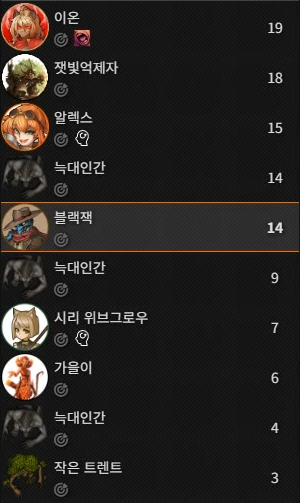 이온
19
잿빛억제자
18
알렉스
15
늑대인간
14
블랙잭
14
늑대인간
9
시리 위브그로우
7
가을이
6
늑대인간
4
작은 트렌트
3